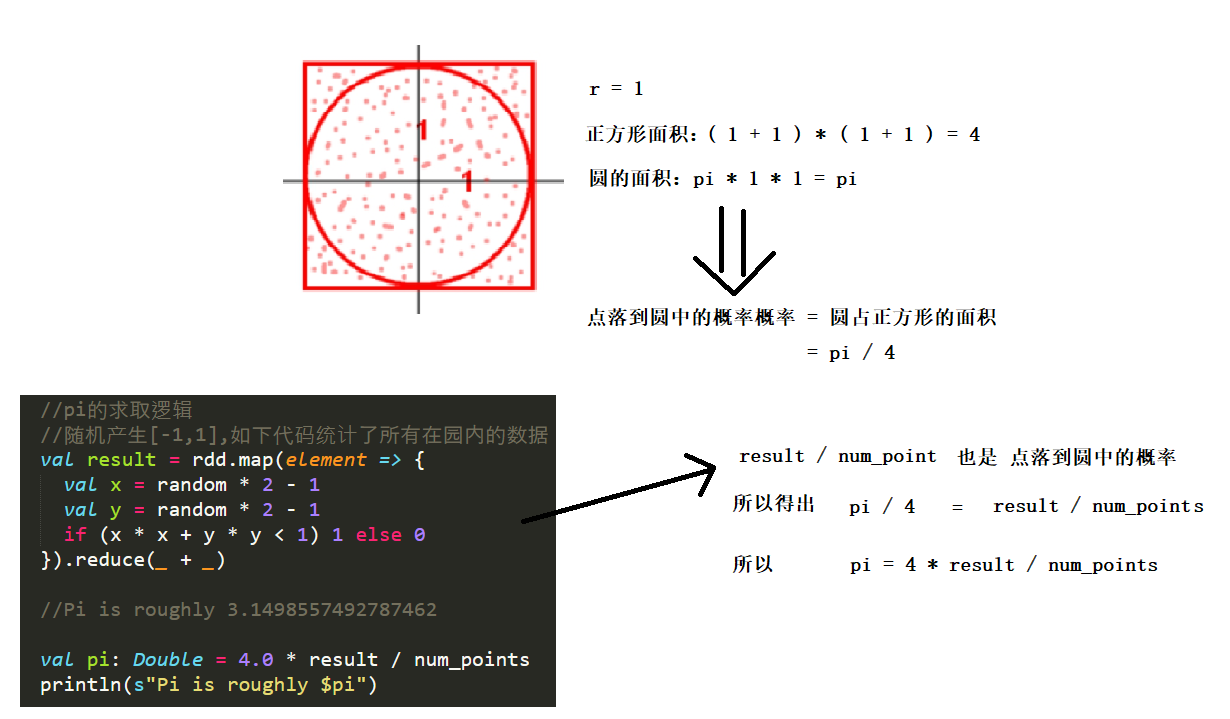 1
1
r = 1
正方形面积：( 1 + 1 ) * ( 1 + 1 ) = 4
圆的面积：pi * 1 * 1 = pi
点落到圆中的概率概率 = 圆占正方形的面积
= pi / 4
//pi的求取逻辑
//随机产生[-1,1],如下代码统计了所有在园内的数据
val result = rdd.map(element => {
val x = random * 2 - 1
val y = random * 2 - 1
if (x * x + y * y < 1) 1 else 0
}).reduce(_ + _)
//Pi is roughly 3.1498557492787462
val pi: Double = 4.0 * result / num_points
println(s"Pi is roughly $pi")
result / num_point 也是 点落到圆中的概率
所以得出 pi / 4 = result / num_points
所以 pi = 4 * result / num_points